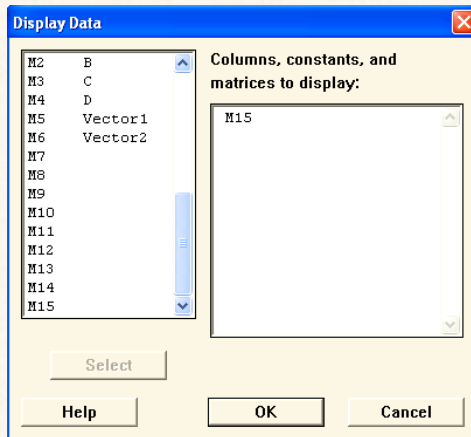 Display Data
M2 B
M3 C
M4 D
M5 Vector1
M6 Vector2
M7
M8
M9
M10
M11
M12
M13
M14
M15
Columns, constants, and
matrices to display:
M15
Select
Help OK Cancel